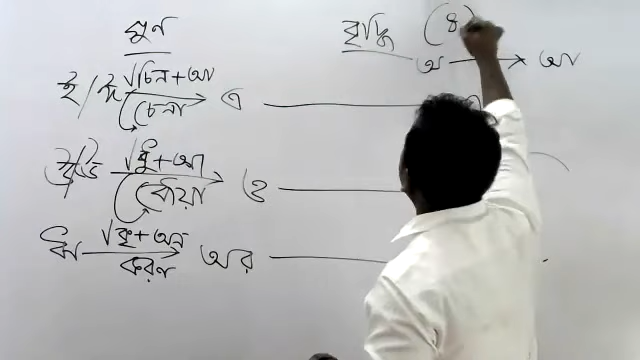 গুণ বৃদ্ধি (৪)
অ → আ
ই/ঈ √চিন+আ → এ
চেনা
উ/ঊ √ধু+আ → ও
ধোয়া
ঋ √কৃ+অন → অর
করণ